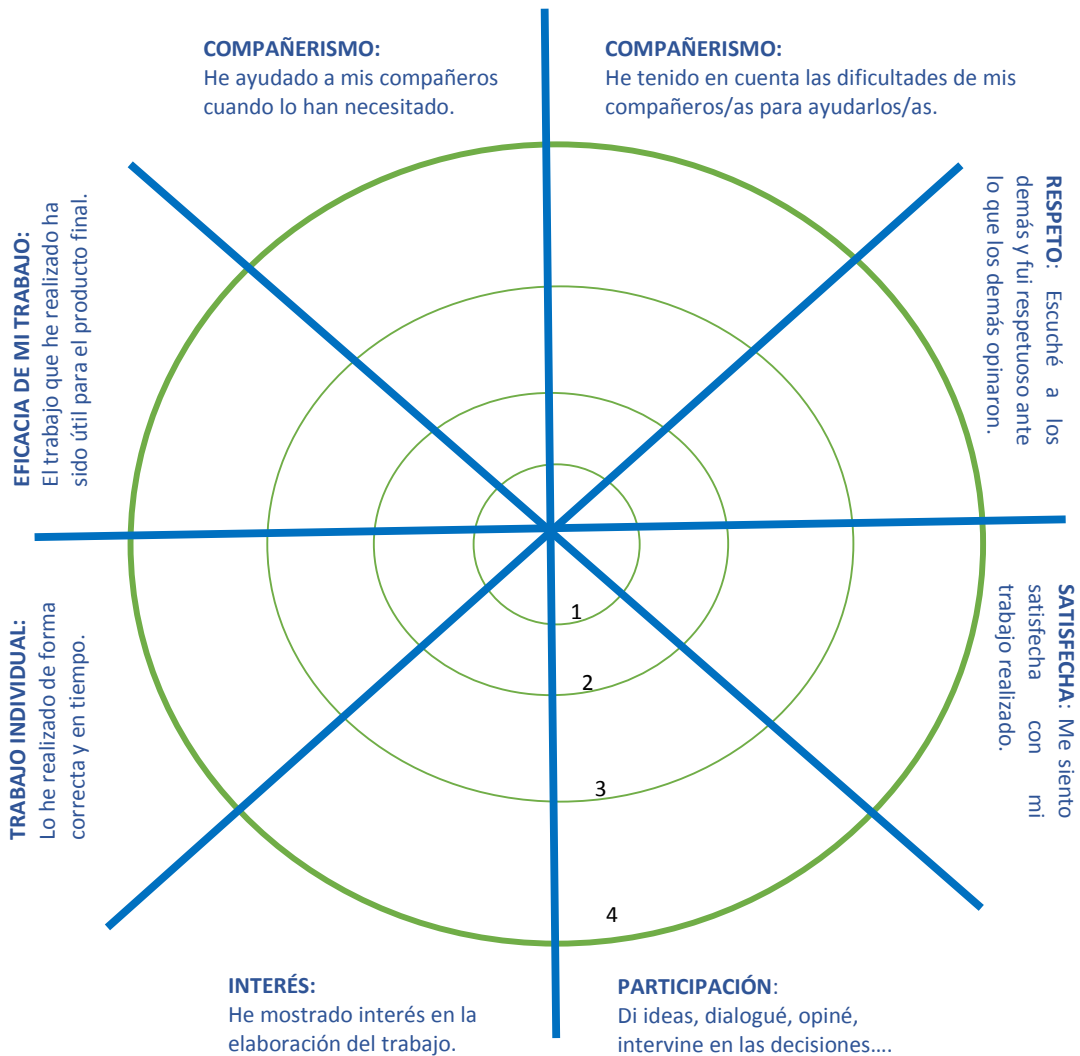 COMPAÑERISMO:
He ayudado a mis compañeros
cuando lo han necesitado.
COMPAÑERISMO:
He tenido en cuenta las dificultades de mis
compañeros/as para ayudarlos/as.
RESPETO: Escuché a los
demás y fui respetuoso ante
lo que los demás opinaron.
EFICACIA DE MI TRABAJO:
El trabajo que he realizado ha
sido útil para el producto final.
SATISFECHA: Me siento
satisfecha con mi
trabajo realizado.
TRABAJO INDIVIDUAL:
Lo he realizado de forma
correcta y en tiempo.
1
2
3
4
INTERÉS:
He mostrado interés en la
elaboración del trabajo.
PARTICIPACIÓN:
Di ideas, dialogué, opiné,
intervine en las decisiones....